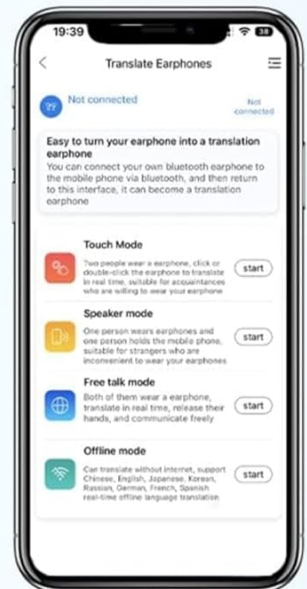 19:39
Translate Earphones
Not connected
Not
connected
Easy to turn your earphone into a translation
earphone
You can connect your own bluetooth earphone to
the mobile phone via bluetooth, and then return
to this interface, it can become a translation
earphone
Touch Mode
Two people wear a earphone, click or
double-click the earphone to translate
in real time, suitable for acquaintances
who are willing to wear your earphone
start
Speaker mode
One person wears earphones and
one person holds the mobile phone,
suitable for strangers who are
inconvenient to wear your earphones
start
Free talk mode
Both of them wear a earphone,
translate in real time, release their
hands, and communicate freely
start
Offline mode
Can translate without internet, support
Chinese, English, Japanese, Korean,
Russian, German, French, Spanish
real-time offline language translation
start